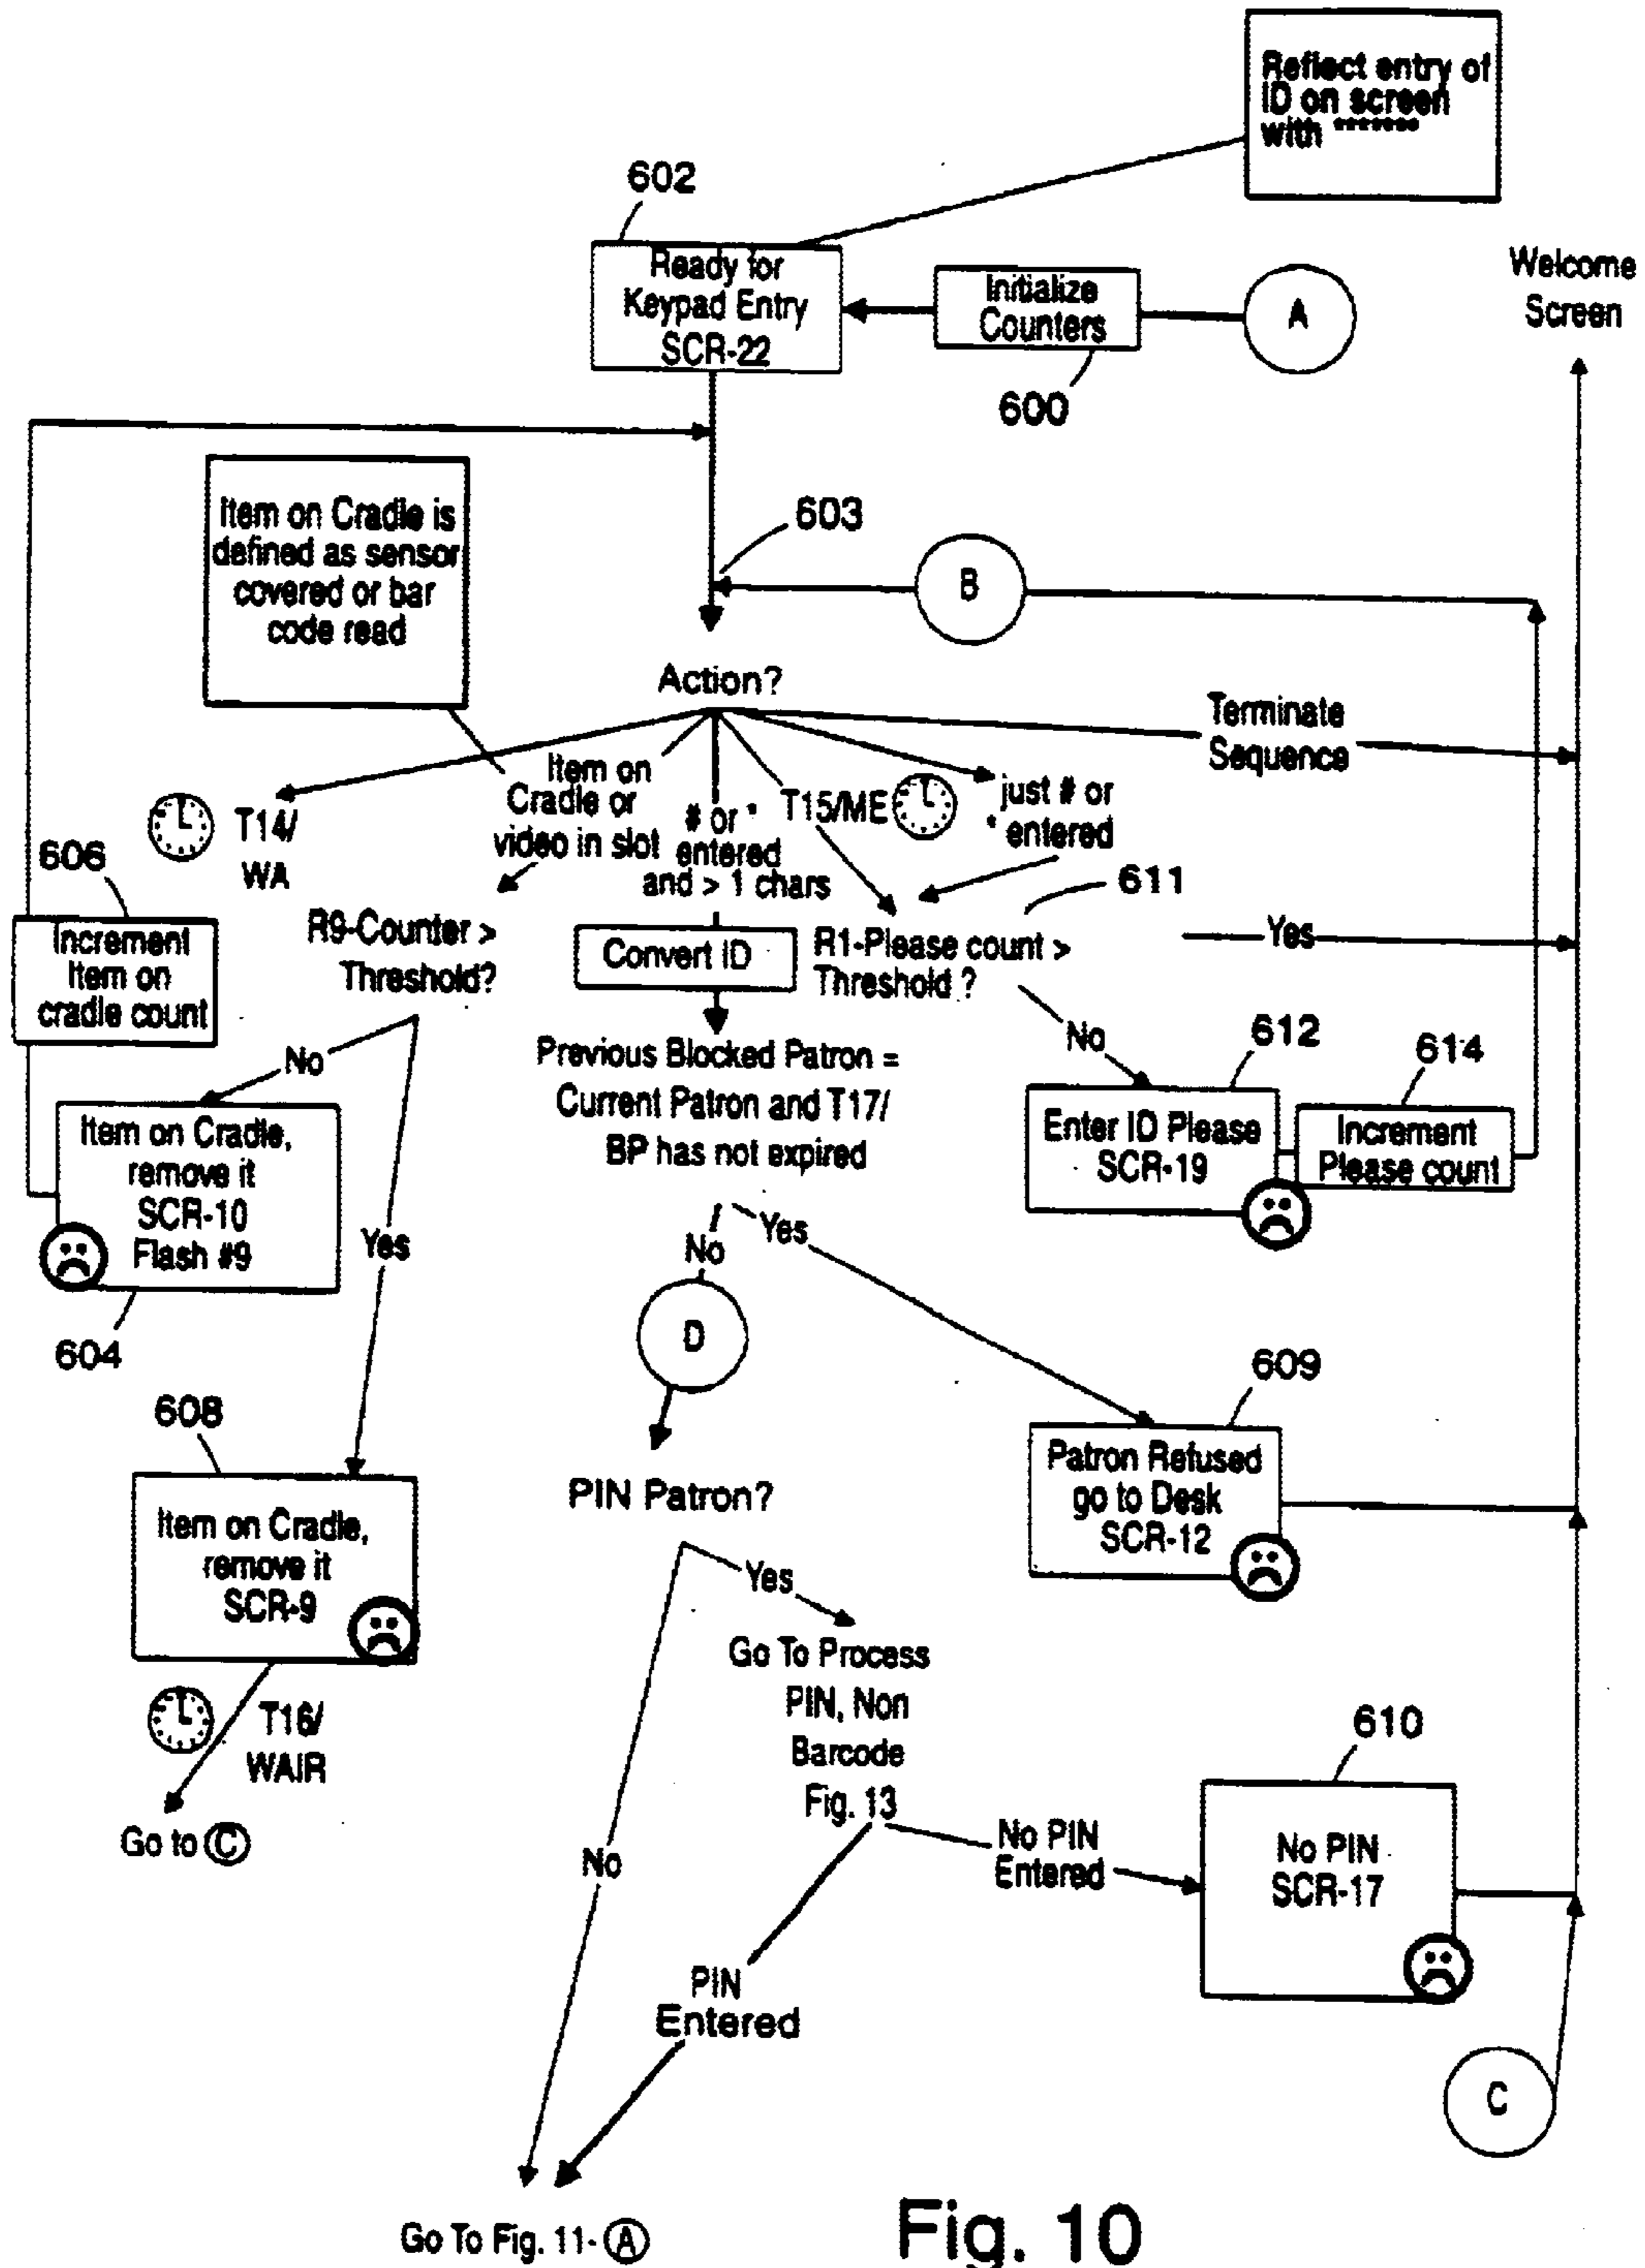 Reflect entry of
ID on screen
with *******
602
Ready for
Keypad Entry
SCR-22
Initialize
Counters
A
Welcome
Screen
600
Item on Cradle is
defined as sensor
covered or bar
code read
603
B
Action?
Terminate
Sequence
Item on
Cradle or
video in slot
# or *
entered
and > 1 chars
T15/ME
just # or
* entered
T14/
WA
606
Increment
Item on
cradle count
R9-Counter >
Threshold?
Convert ID
611
R1-Please count >
Threshold ?
Yes
No
No
Previous Blocked Patron =
Current Patron and T17/
BP has not expired
612
614
Item on Cradle,
remove it
SCR-10
Flash #9
Enter ID Please
SCR-19
Increment
Please count
Yes
No
Yes
604
D
609
608
Patron Refused
go to Desk
SCR-12
PIN Patron?
Item on Cradle,
remove it
SCR-9
Yes
Go To Process
PIN, Non
Barcode
Fig. 13
T16/
WAIR
610
Go to C
No
No PIN
Entered
No PIN
SCR-17
PIN
Entered
C
Go To Fig. 11- A
Fig. 10